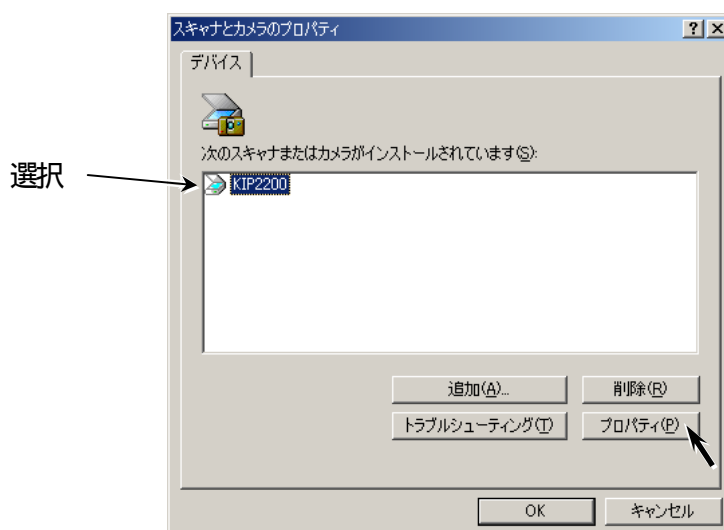 スキャナとカメラのプロパティ
デバイス
次のスキャナまたはカメラがインストールされています(S):
選択
KIP2200
追加(A)...
削除(R)
トラブルシューティング(T)
プロパティ(P)
OK
キャンセル